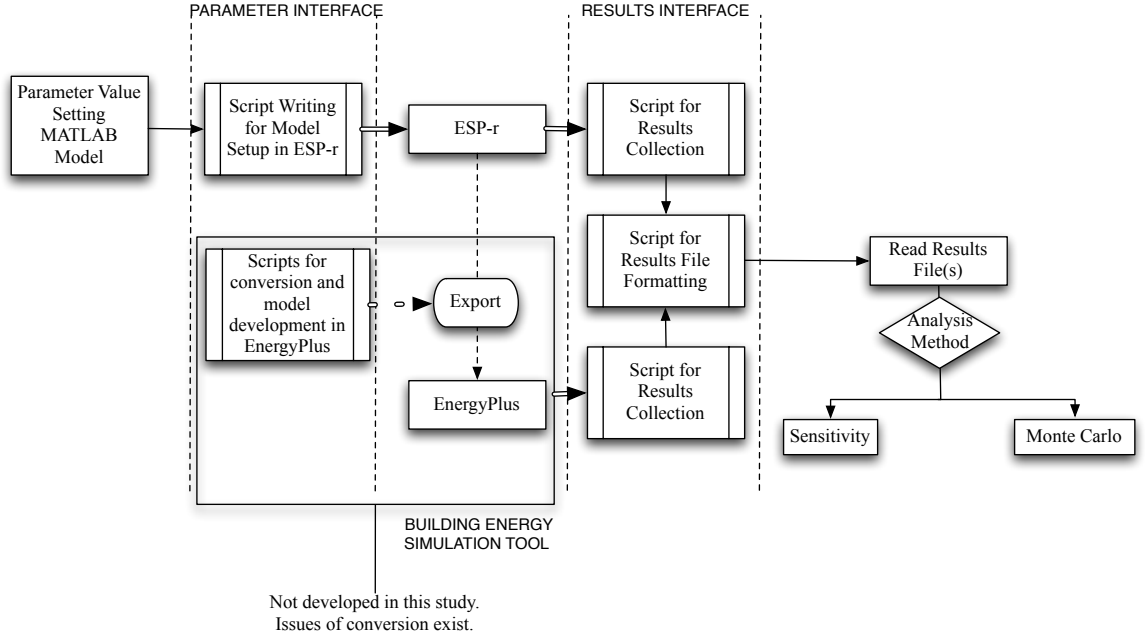 PARAMETER INTERFACE
RESULTS INTERFACE
Parameter Value
Setting
MATLAB
Model
Script Writing
for Model
Setup in ESP-r
ESP-r
Script for
Results
Collection
Script for
Results File
Formatting
Read Results
File(s)
Scripts for
conversion and
model
development in
EnergyPlus
Export
Analysis
Method
EnergyPlus
Script for
Results
Collection
Sensitivity
Monte Carlo
BUILDING ENERGY
SIMULATION TOOL
Not developed in this study.
Issues of conversion exist.